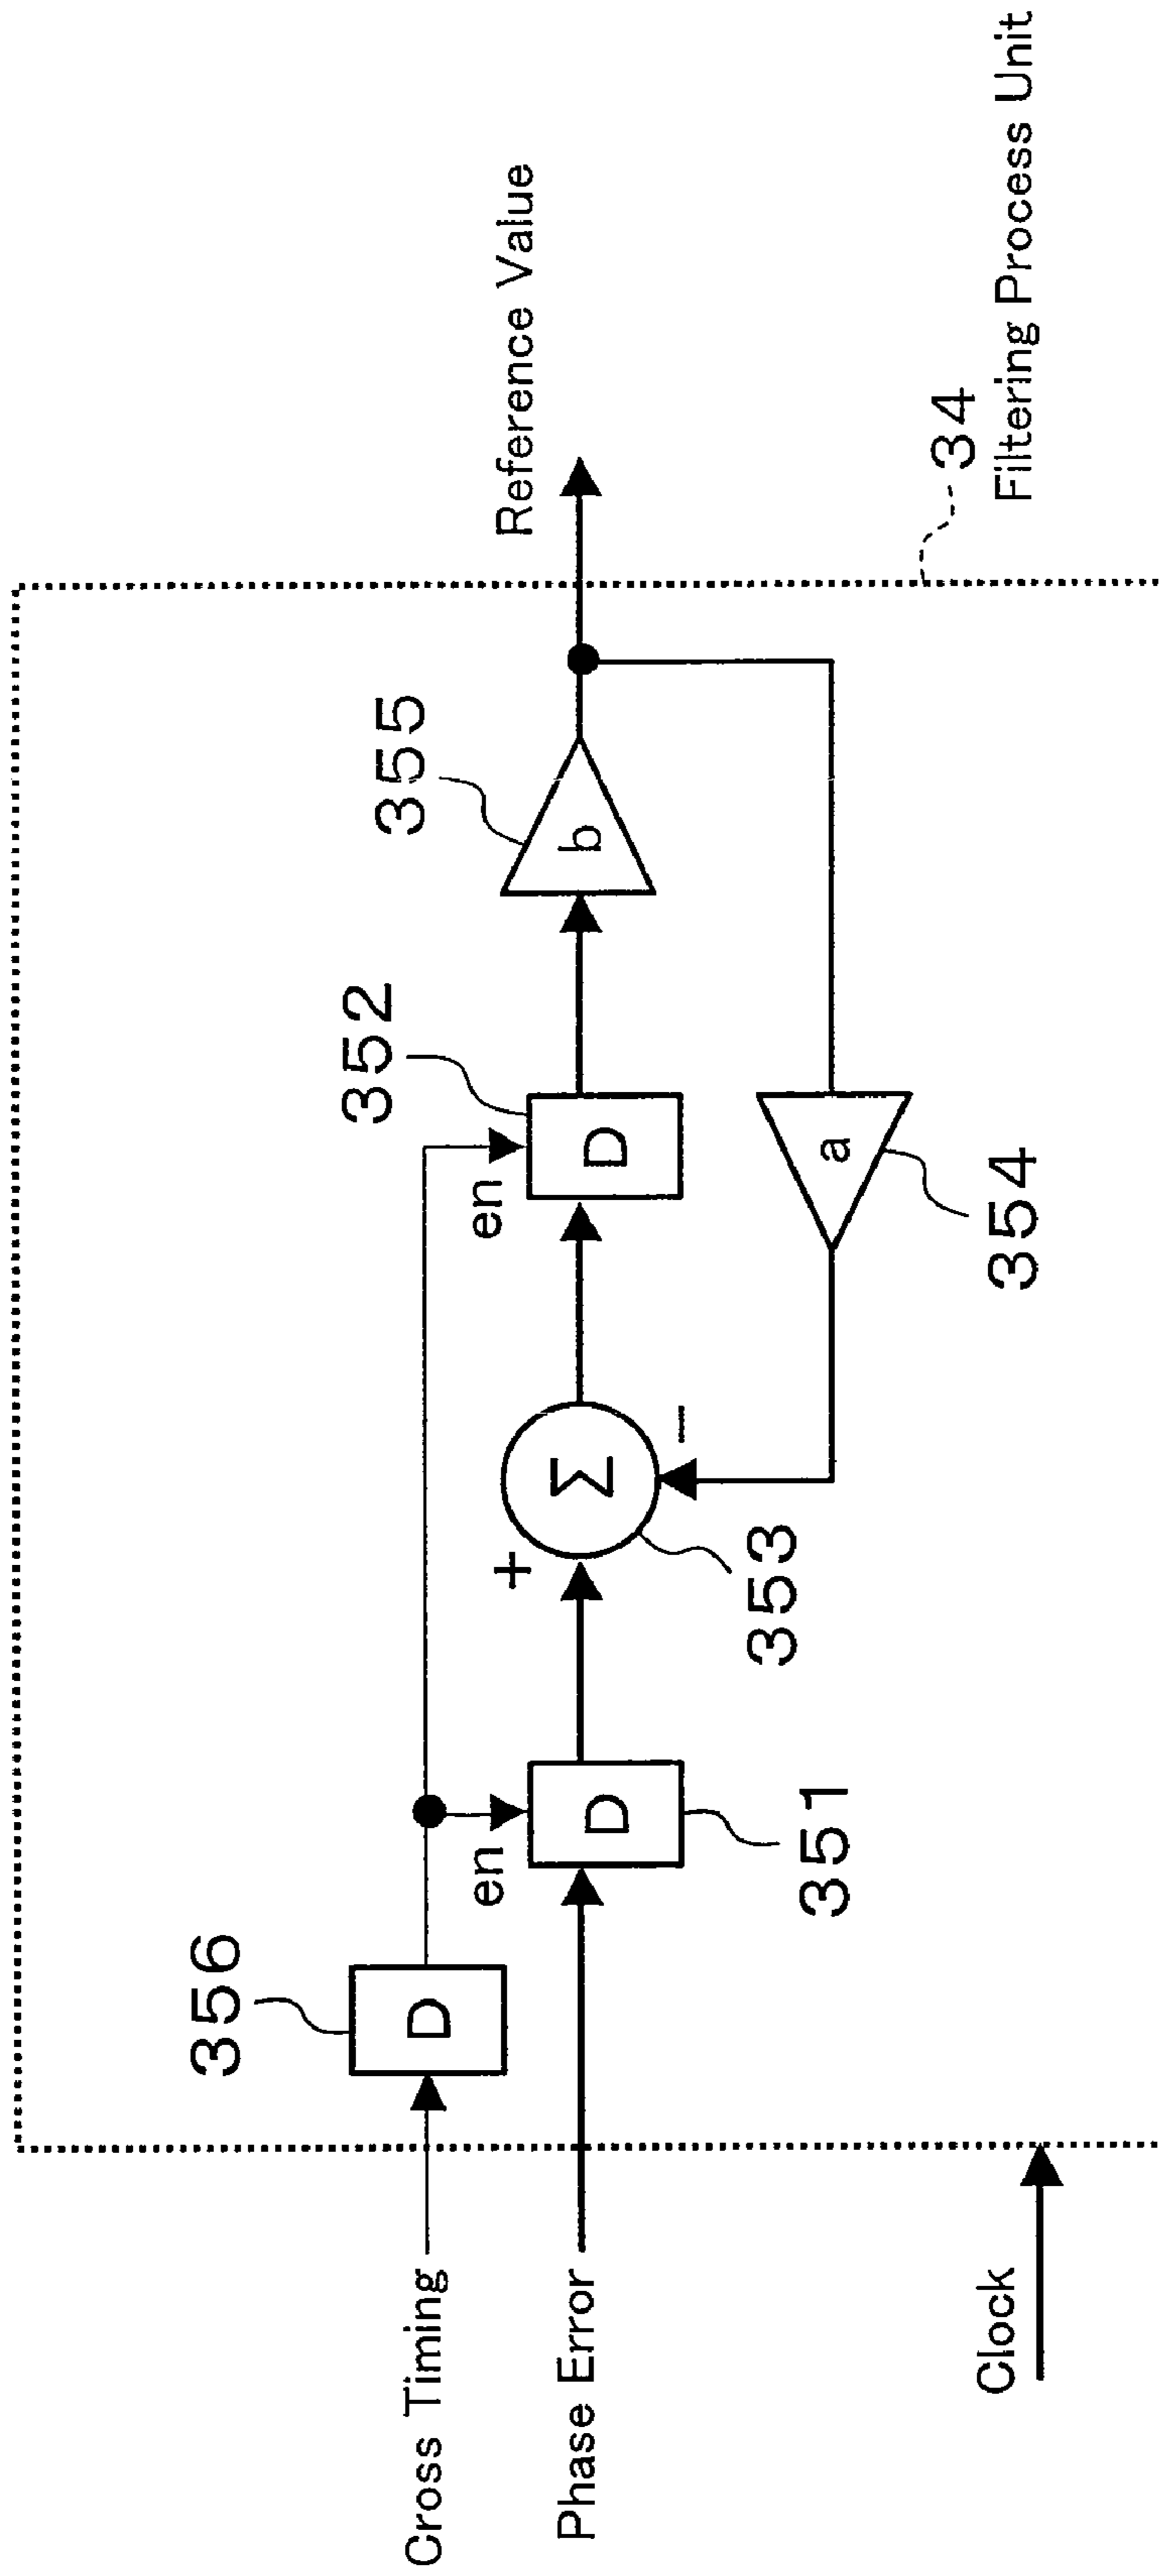 Cross Timing
Phase Error
Clock
356
D
en
351
D
+
353
Σ
−
en
352
D
355
b
354
a
Reference Value
34
Filtering Process Unit